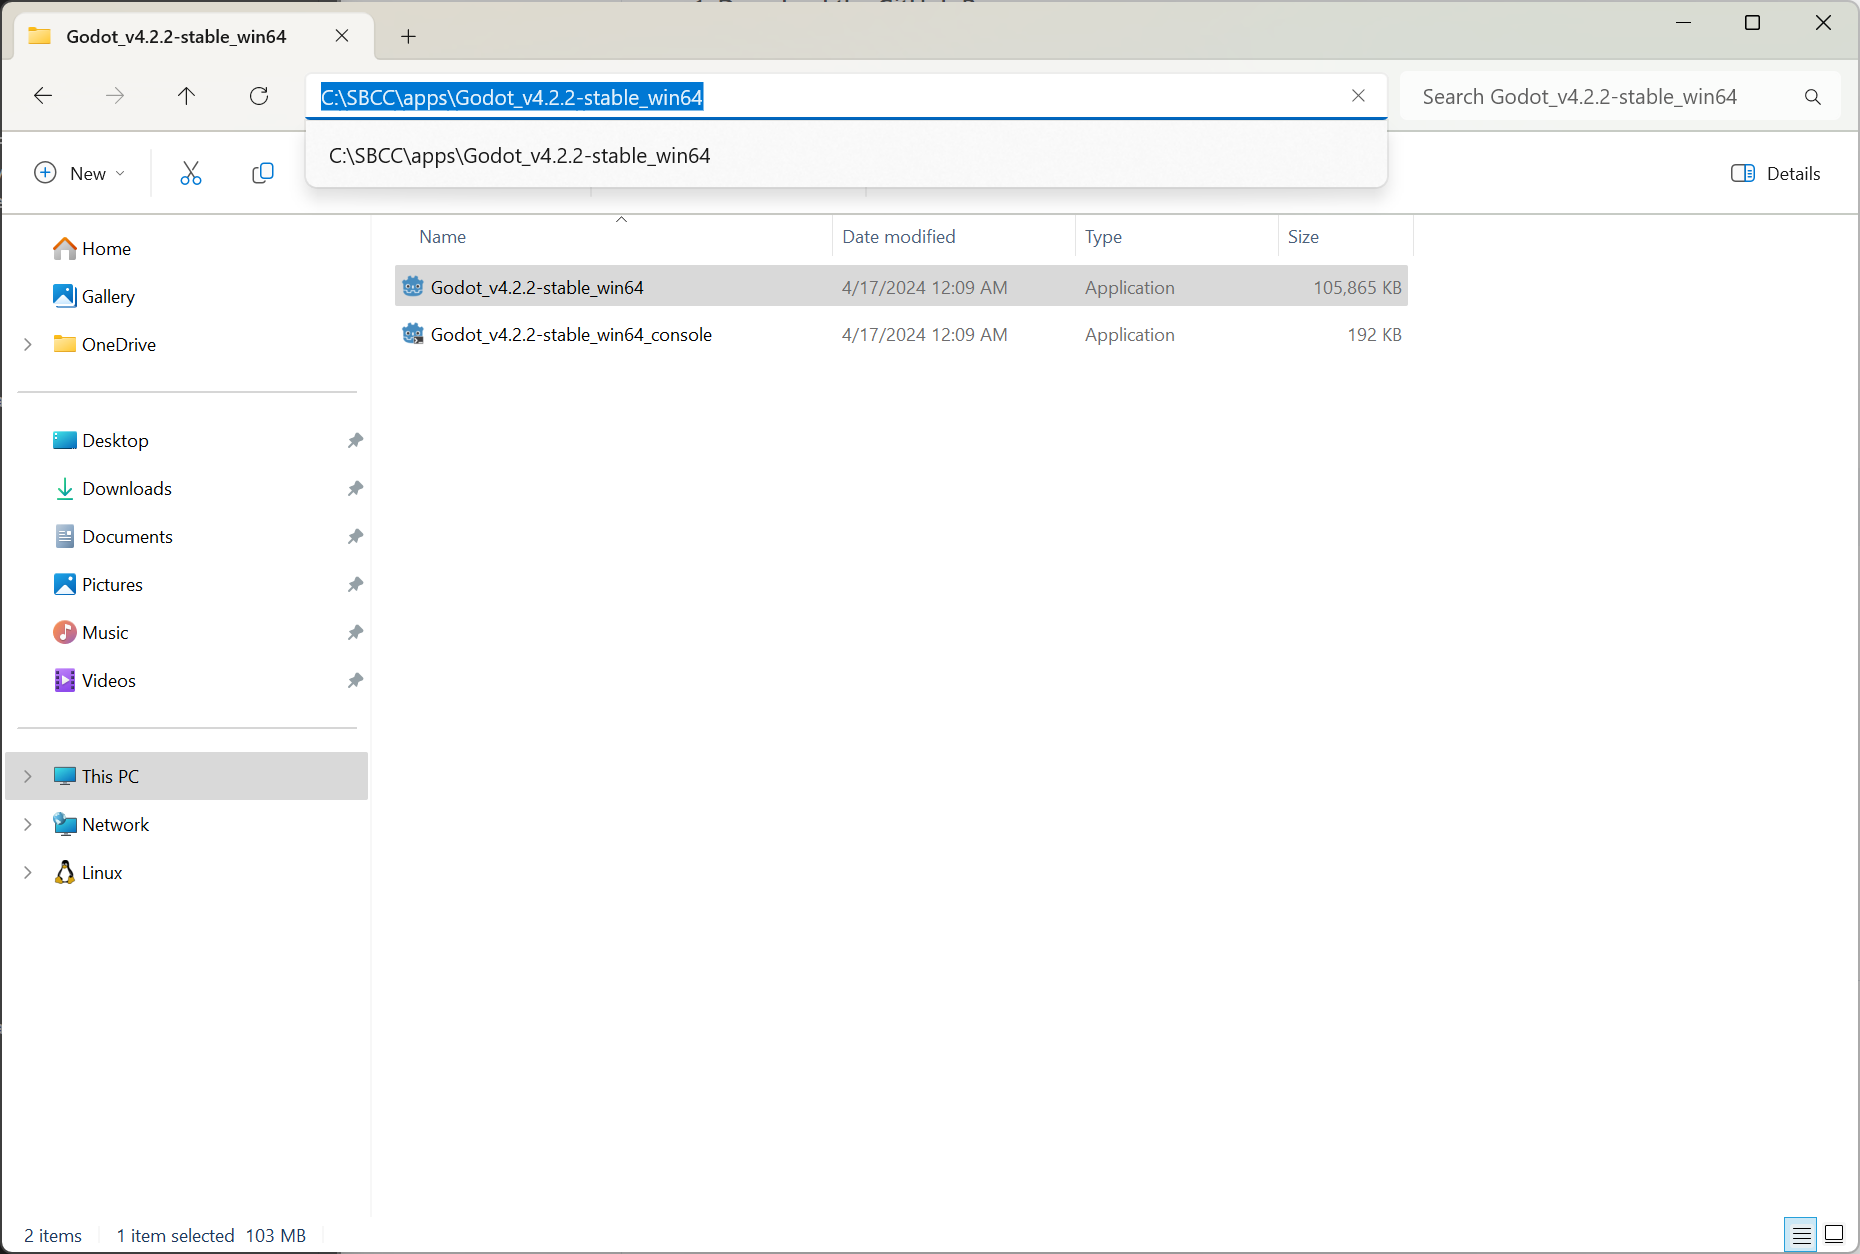 Godot_v4.2.2-stable_win64
C:\SBCC\apps\Godot_v4.2.2-stable_win64
Search Godot_v4.2.2-stable_win64
C:\SBCC\apps\Godot_v4.2.2-stable_win64
New
Details
Name Date modified Type Size
Godot_v4.2.2-stable_win64 4/17/2024 12:09 AM Application 105,865 KB
Godot_v4.2.2-stable_win64_console 4/17/2024 12:09 AM Application 192 KB
Home
Gallery
OneDrive
Desktop
Downloads
Documents
Pictures
Music
Videos
This PC
Network
Linux
2 items 1 item selected 103 MB